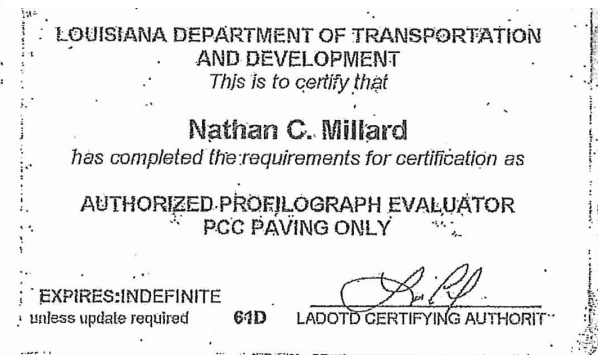 LOUISIANA DEPARTMENT OF TRANSPORTATION
AND DEVELOPMENT
This is to certify that
Nathan C. Millard
has completed the requirements for certification as
AUTHORIZED PROFILOGRAPH EVALUATOR
PCC PAVING ONLY
EXPIRES:INDEFINITE
unless update required 61D LADOTD CERTIFYING AUTHORIT